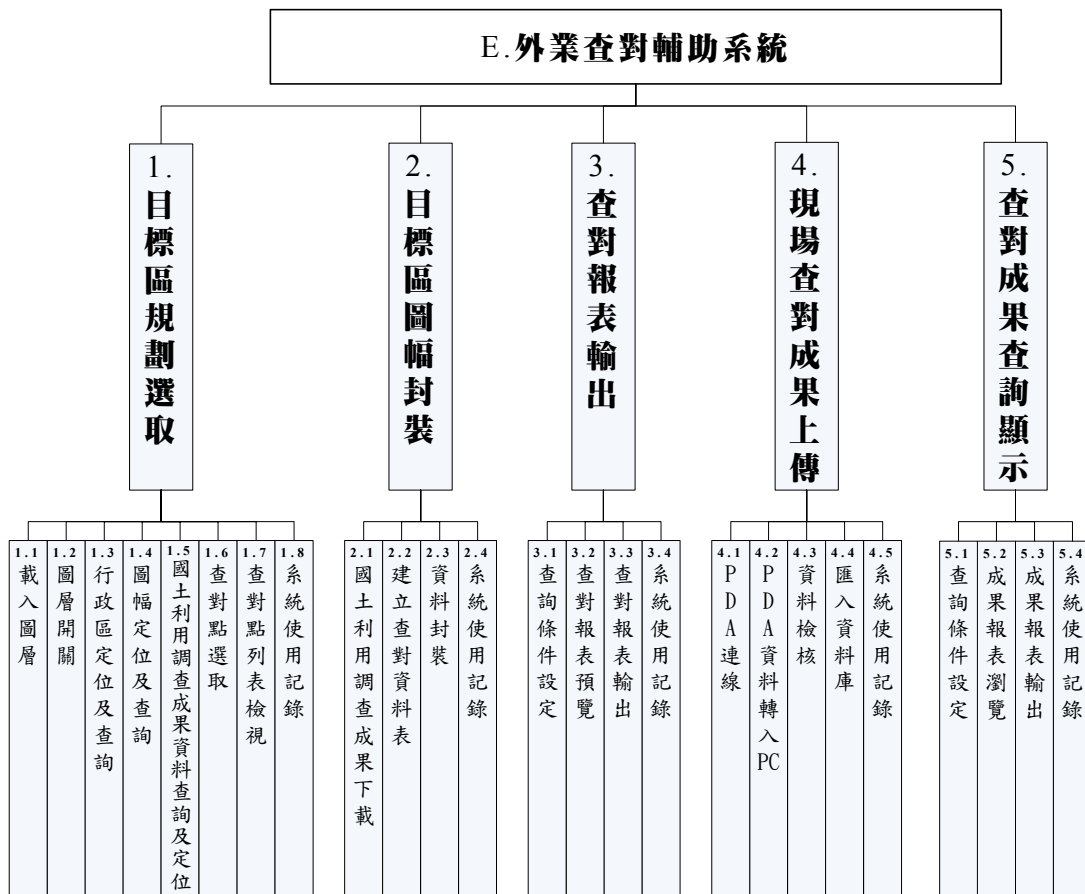 E.外業查對輔助系統
1.目標區規劃選取
2.目標區圖幅封裝
3.查對報表輸出
4.現場查對成果上傳
5.查對成果查詢顯示
1.1載入圖層
1.2圖層開關
1.3行政區定位及查詢
1.4圖幅定位及查詢
1.5國土利用調查成果資料查詢及定位
1.6查對點選取
1.7查對點列表檢視
1.8系統使用記錄
2.1國土利用調查成果下載
2.2建立查對資料表
2.3資料封裝
2.4系統使用記錄
3.1查詢條件設定
3.2查對報表預覽
3.3查對報表輸出
3.4系統使用記錄
4.1PDA連線
4.2PDA資料轉入PC
4.3資料檢核
4.4匯入資料庫
4.5系統使用記錄
5.1查詢條件設定
5.2成果報表瀏覽
5.3成果報表輸出
5.4系統使用記錄